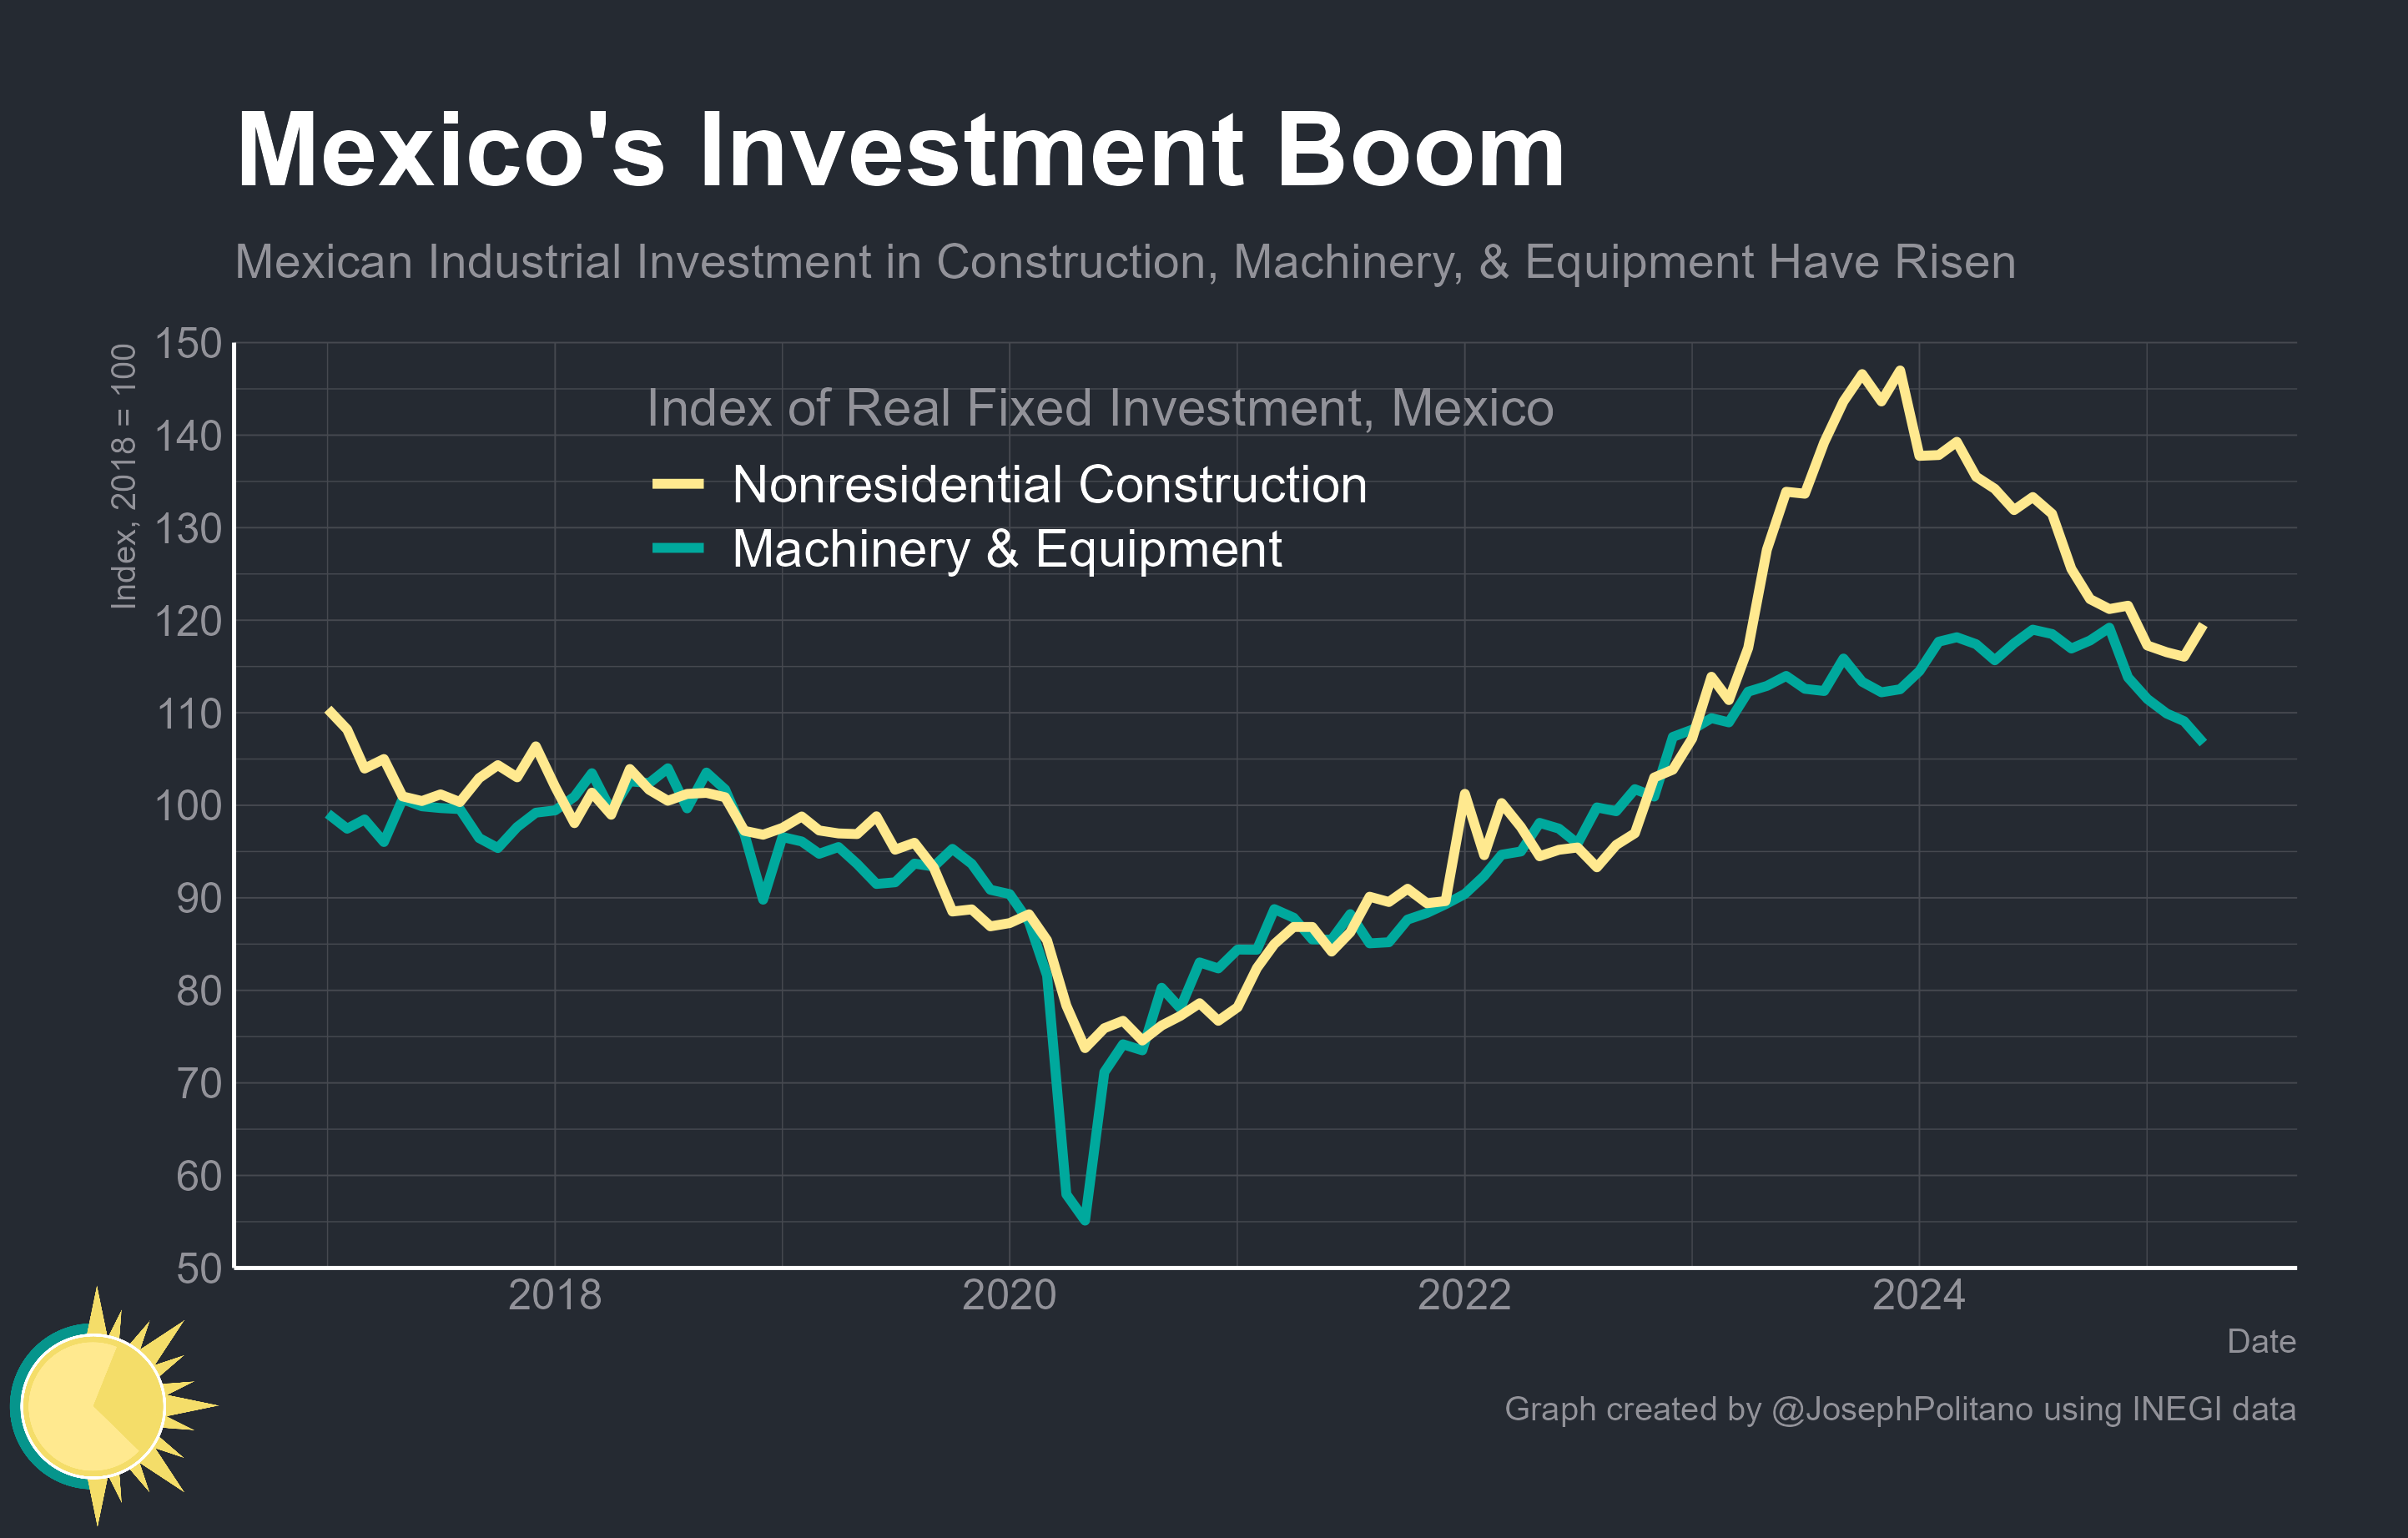 Mexico's Investment Boom
Mexican Industrial Investment in Construction, Machinery, & Equipment Have Risen
Index, 2018 = 100
150
140
130
120
110
100
90
80
70
60
50
Index of Real Fixed Investment, Mexico
Nonresidential Construction
Machinery & Equipment
2018
2020
2022
2024
Date
Graph created by @JosephPolitano using INEGI data